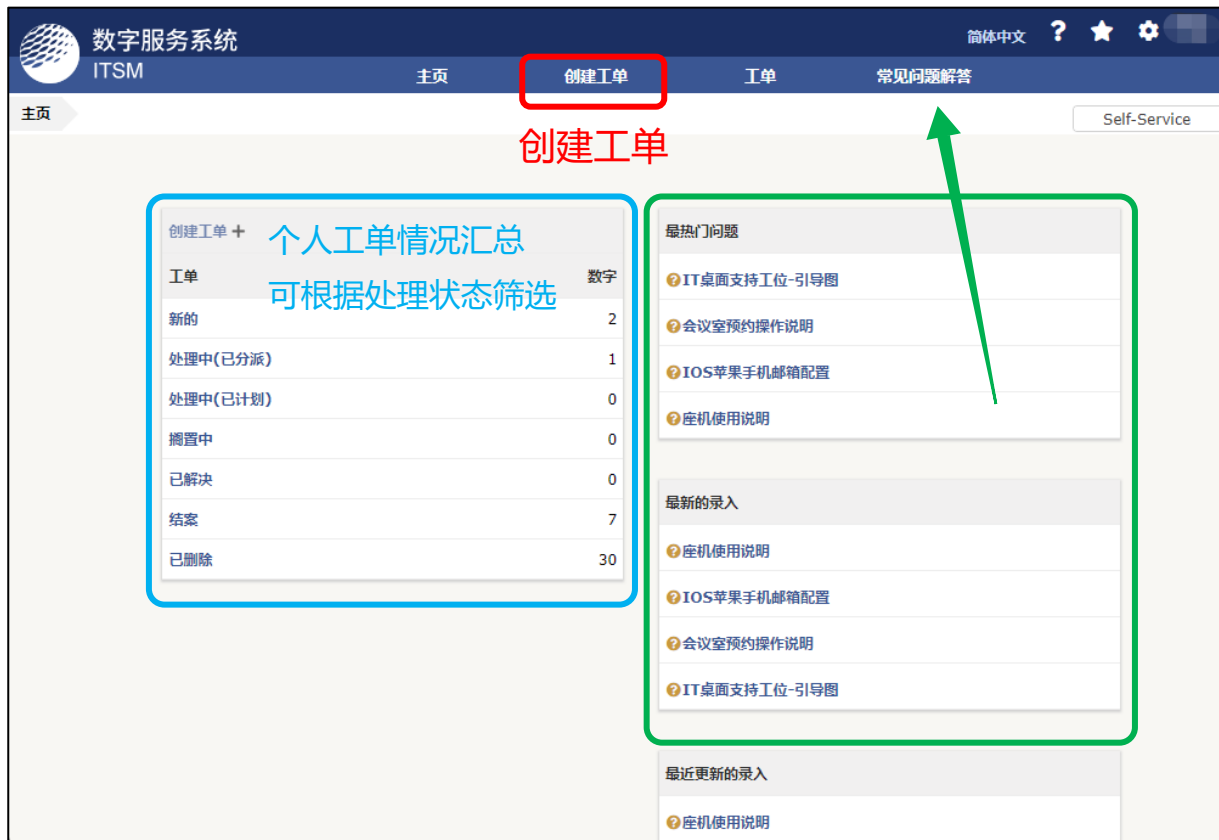 数字服务系统
ITSM
简体中文
主页
创建工单
工单
常见问题解答
主页
Self-Service
创建工单
创建工单
个人工单情况汇总
可根据处理状态筛选
工单 数字
新的 2
处理中(已分派) 1
处理中(已计划) 0
搁置中 0
已解决 0
结案 7
已删除 30
最热门问题
IT桌面支持工位-引导图
会议室预约操作说明
IOS苹果手机邮箱配置
座机使用说明
最新的录入
座机使用说明
IOS苹果手机邮箱配置
会议室预约操作说明
IT桌面支持工位-引导图
最近更新的录入
座机使用说明